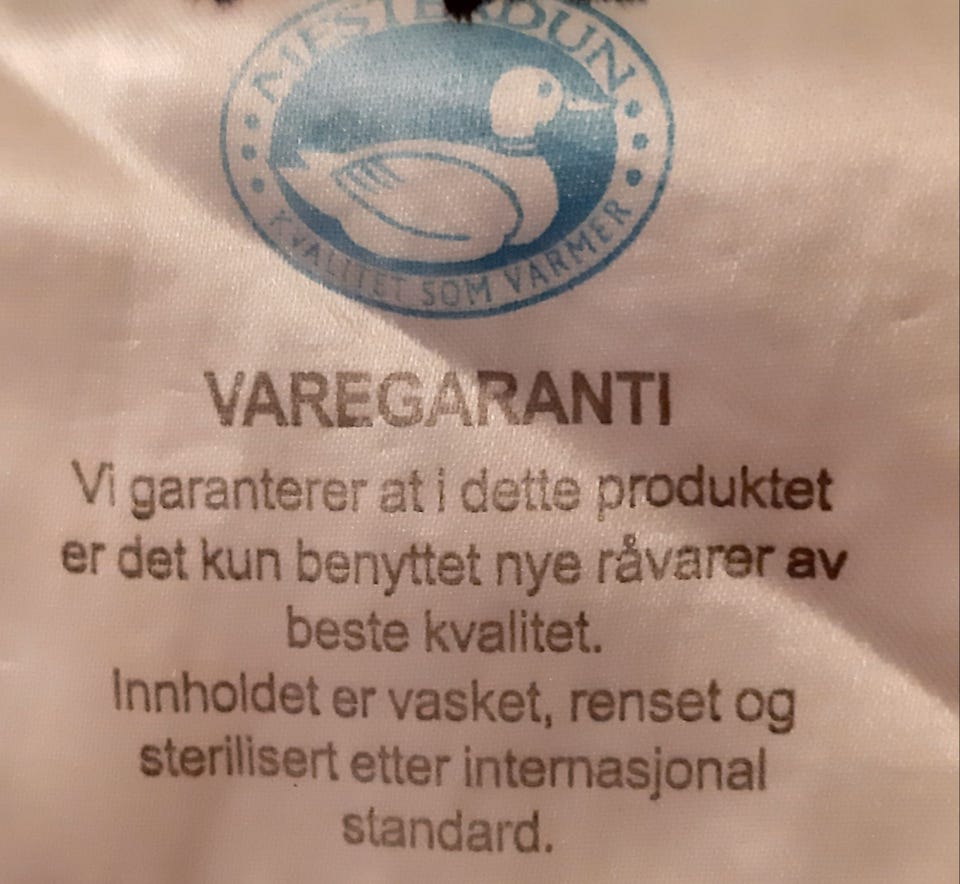 MESTERDUN
KVALITET SOM VARMER
VAREGARANTI
Vi garanterer at i dette produktet
er det kun benyttet nye råvarer av
beste kvalitet.
Innholdet er vasket, renset og
sterilisert etter internasjonal
standard.